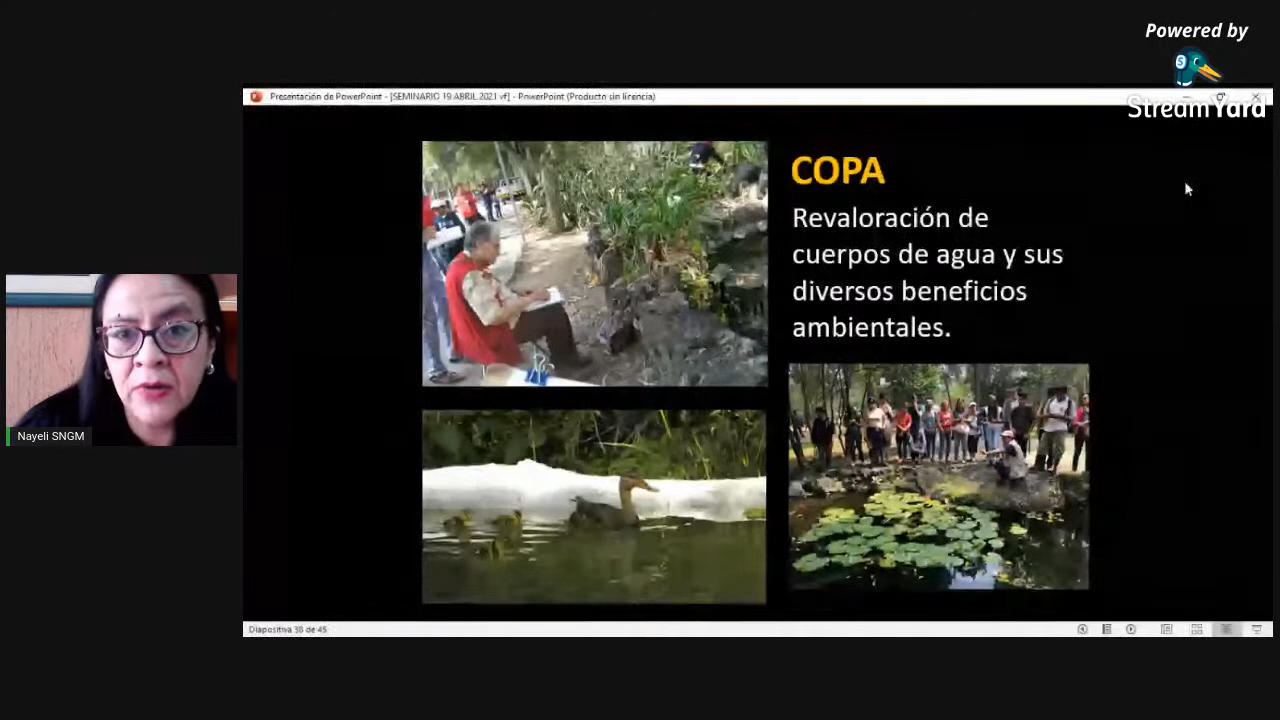 Powered by
StreamYard
Presentación de PowerPoint - [SEMINARIO 19 ABRIL 2021 vf] - PowerPoint (Producto sin licencia)
COPA
Revaloración de
cuerpos de agua y sus
diversos beneficios
ambientales.
Nayeli SNGM
Diapositiva 38 de 45